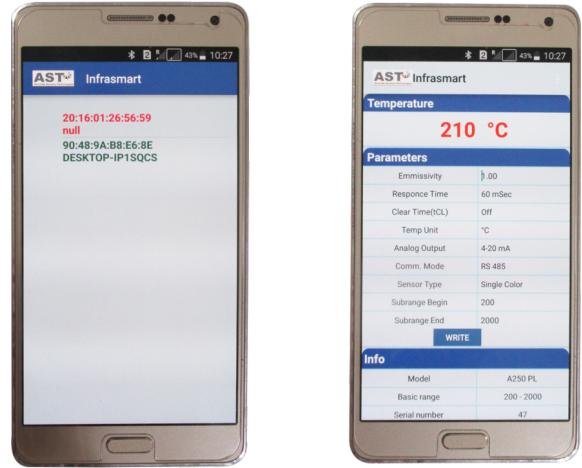 2 43% 10:27
AST Infrasmart
20:16:01:26:56:59
null
90:48:9A:B8:E6:8E
DESKTOP-IP1SQCS
2 43% 10:27
AST Infrasmart
Temperature
210 °C
Parameters
Emmissivity 1.00
Responce Time 60 mSec
Clear Time(tCL) Off
Temp Unit °C
Analog Output 4-20 mA
Comm. Mode RS 485
Sensor Type Single Color
Subrange Begin 200
Subrange End 2000
WRITE
Info
Model A250 PL
Basic range 200 - 2000
Serial number 47